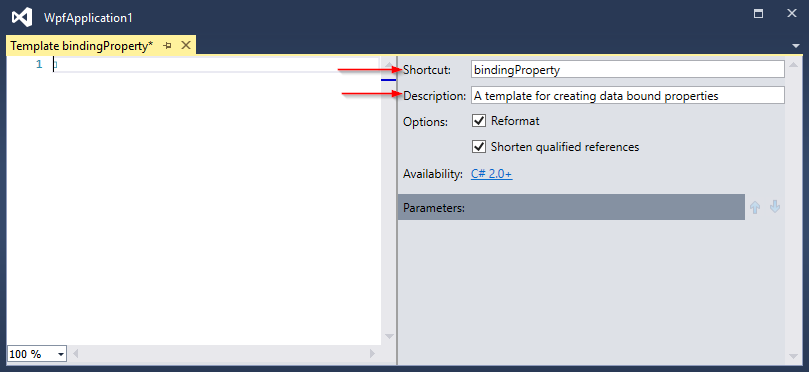 WpfApplication1
Template bindingProperty*
1
Shortcut: bindingProperty
Description: A template for creating data bound properties
Options: Reformat
Shorten qualified references
Availability: C# 2.0+
Parameters:
100 %